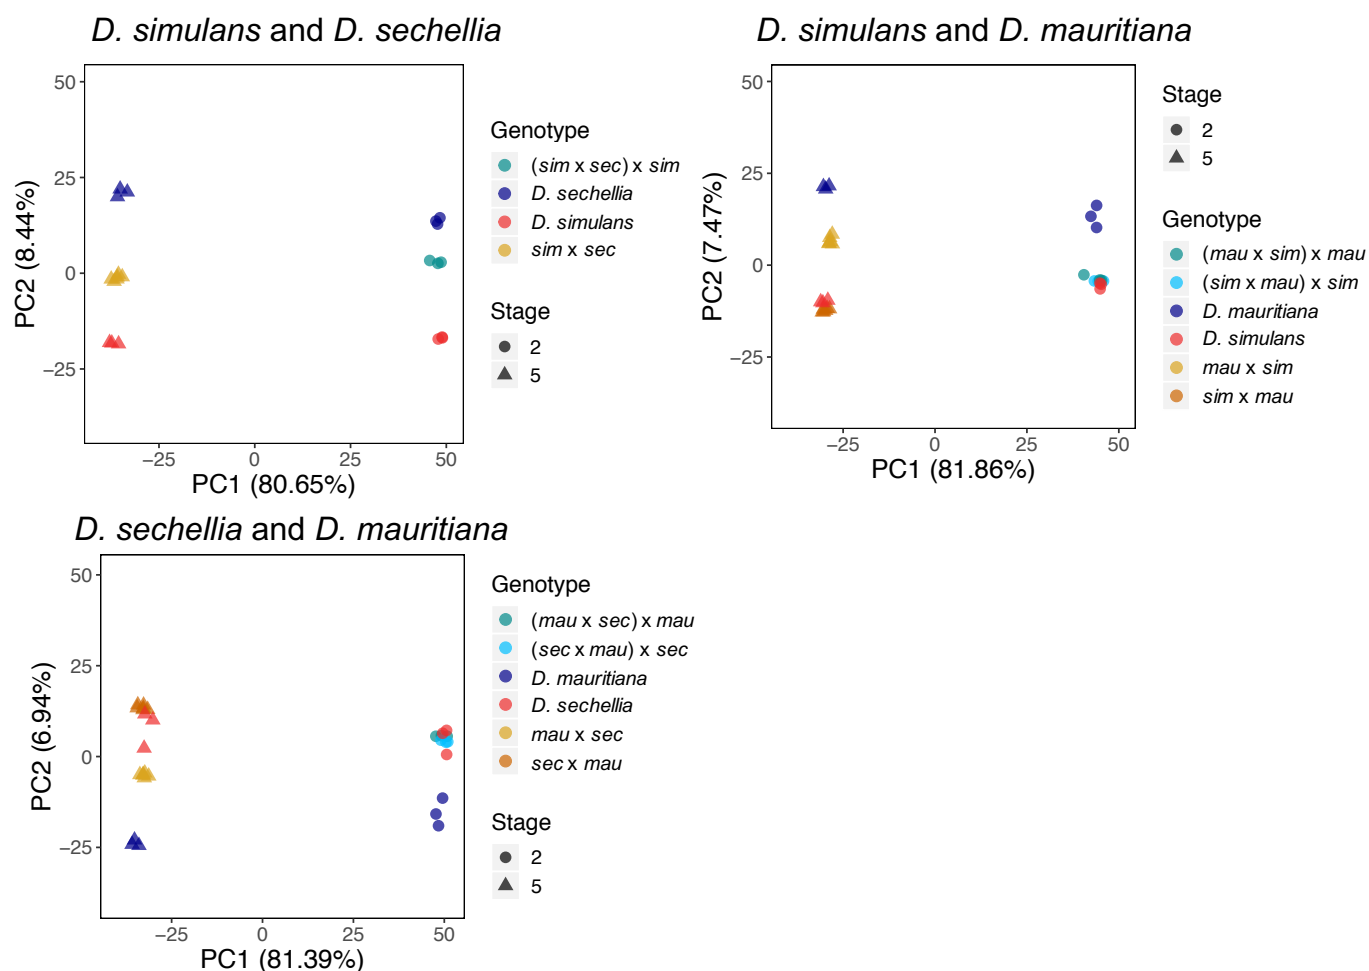 D. simulans and D. sechellia
50
25
0
−25
PC2 (8.44%)
−25
0
25
50
PC1 (80.65%)
Genotype
(sim x sec) x sim
D. sechellia
D. simulans
sim x sec
Stage
2
5
D. simulans and D. mauritiana
50
25
0
−25
PC2 (7.47%)
−25
0
25
50
PC1 (81.86%)
Stage
2
5
Genotype
(mau x sim) x mau
(sim x mau) x sim
D. mauritiana
D. simulans
mau x sim
sim x mau
D. sechellia and D. mauritiana
50
25
0
−25
PC2 (6.94%)
−25
0
25
50
PC1 (81.39%)
Genotype
(mau x sec) x mau
(sec x mau) x sec
D. mauritiana
D. sechellia
mau x sec
sec x mau
Stage
2
5